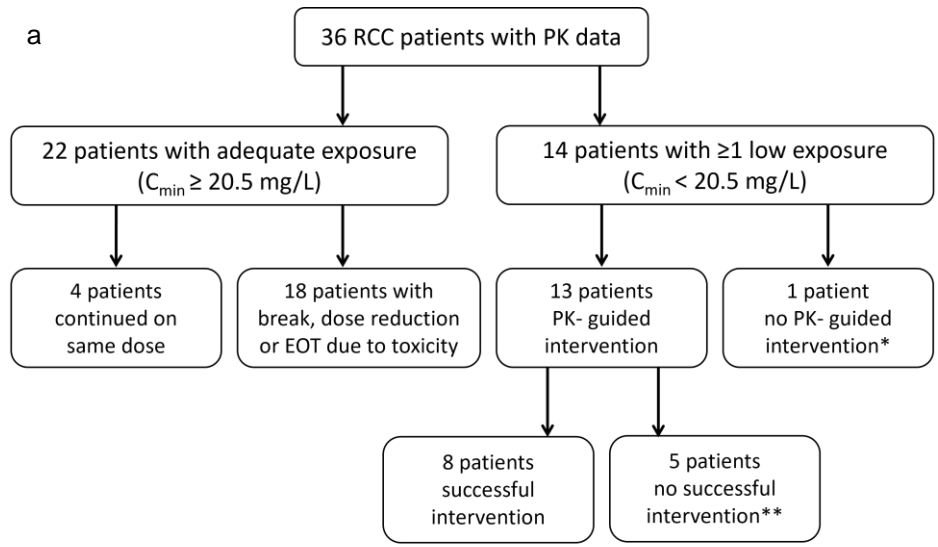 a
36 RCC patients with PK data
22 patients with adequate exposure
(Cmin ≥ 20.5 mg/L)
14 patients with ≥1 low exposure
(Cmin < 20.5 mg/L)
4 patients
continued on
same dose
18 patients with
break, dose reduction
or EOT due to toxicity
13 patients
PK- guided
intervention
1 patient
no PK- guided
intervention*
8 patients
successful
intervention
5 patients
no successful
intervention**